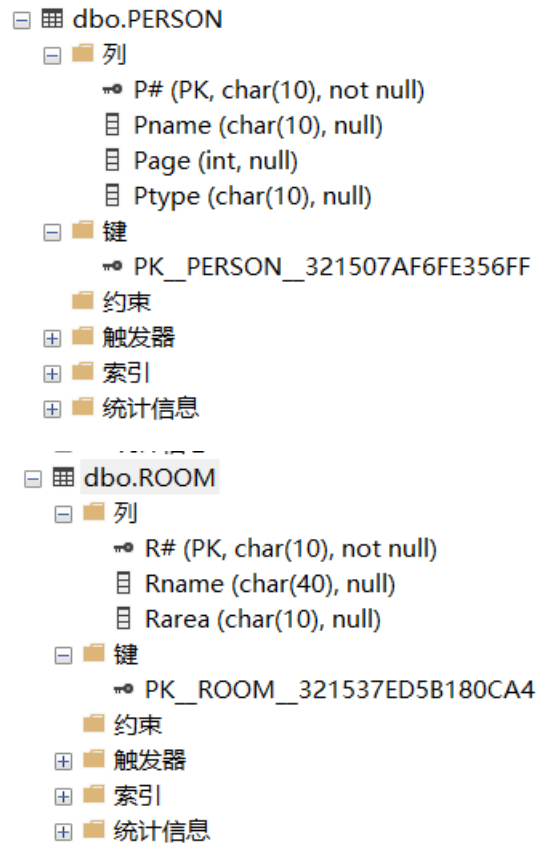 dbo.PERSON
列
P# (PK, char(10), not null)
Pname (char(10), null)
Page (int, null)
Ptype (char(10), null)
键
PK__PERSON__321507AF6FE356FF
约束
触发器
索引
统计信息
dbo.ROOM
列
R# (PK, char(10), not null)
Rname (char(40), null)
Rarea (char(10), null)
键
PK__ROOM__321537ED5B180CA4
约束
触发器
索引
统计信息